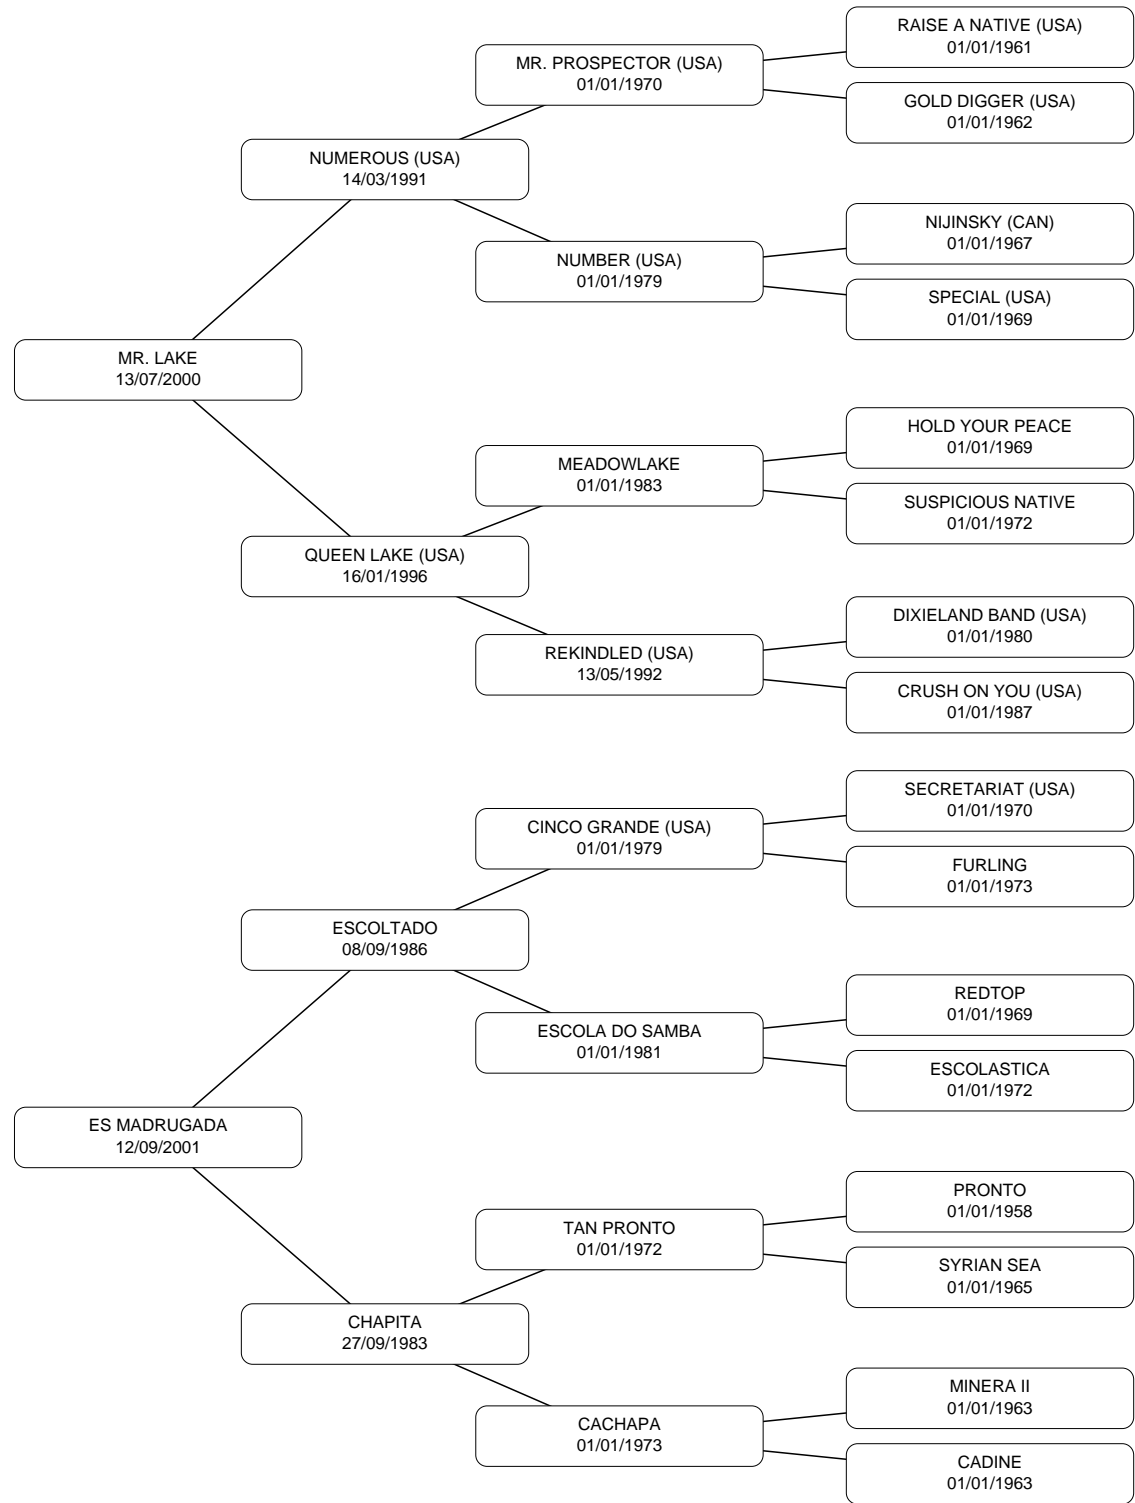 RAISE A NATIVE (USA)
01/01/1961
MR. PROSPECTOR (USA)
01/01/1970
GOLD DIGGER (USA)
01/01/1962
NUMEROUS (USA)
14/03/1991
NIJINSKY (CAN)
01/01/1967
NUMBER (USA)
01/01/1979
SPECIAL (USA)
01/01/1969
MR. LAKE
13/07/2000
HOLD YOUR PEACE
01/01/1969
MEADOWLAKE
01/01/1983
SUSPICIOUS NATIVE
01/01/1972
QUEEN LAKE (USA)
16/01/1996
DIXIELAND BAND (USA)
01/01/1980
REKINDLED (USA)
13/05/1992
CRUSH ON YOU (USA)
01/01/1987
SECRETARIAT (USA)
01/01/1970
CINCO GRANDE (USA)
01/01/1979
FURLING
01/01/1973
ESCOLTADO
08/09/1986
REDTOP
01/01/1969
ESCOLA DO SAMBA
01/01/1981
ESCOLASTICA
01/01/1972
ES MADRUGADA
12/09/2001
PRONTO
01/01/1958
TAN PRONTO
01/01/1972
SYRIAN SEA
01/01/1965
CHAPITA
27/09/1983
MINERA II
01/01/1963
CACHAPA
01/01/1973
CADINE
01/01/1963